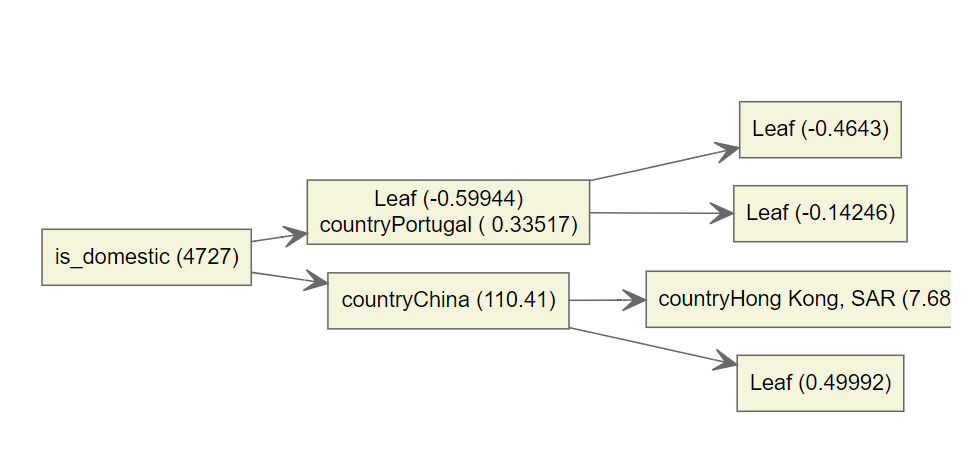 Leaf (-0.4643)
Leaf (-0.59944)
countryPortugal ( 0.33517)
Leaf (-0.14246)
is_domestic (4727)
countryChina (110.41)
countryHong Kong, SAR (7.68
Leaf (0.49992)